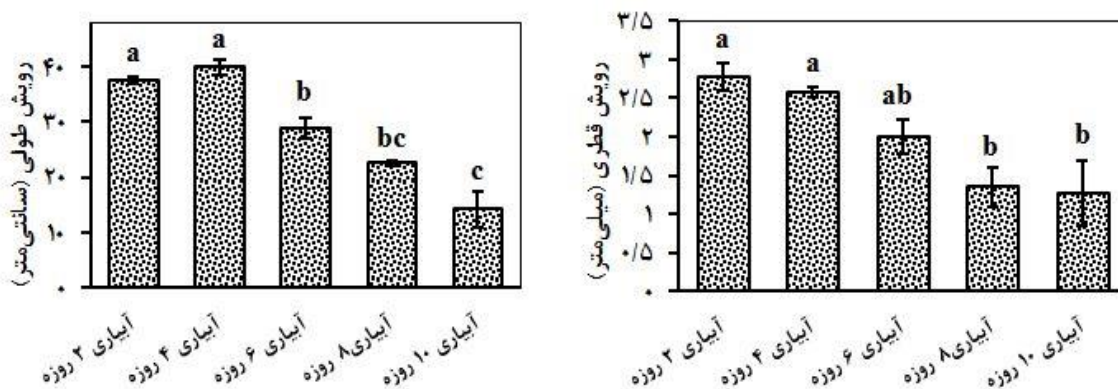 رویش طولی (سانتی‌متر)
۴۰
۳۰
۲۰
۱۰
۰
a
a
b
bc
c
آبیاری ۲ روزه
آبیاری ۴ روزه
آبیاری ۶ روزه
آبیاری۸ روزه
آبیاری ۱۰ روزه
رویش قطری (میلی‌متر)
۳/۵
۳
۲/۵
۲
۱/۵
۱
۰/۵
۰
a
a
ab
b
b
آبیاری ۲ روزه
آبیاری ۴ روزه
آبیاری ۶ روزه
آبیاری۸ روزه
آبیاری ۱۰ روزه